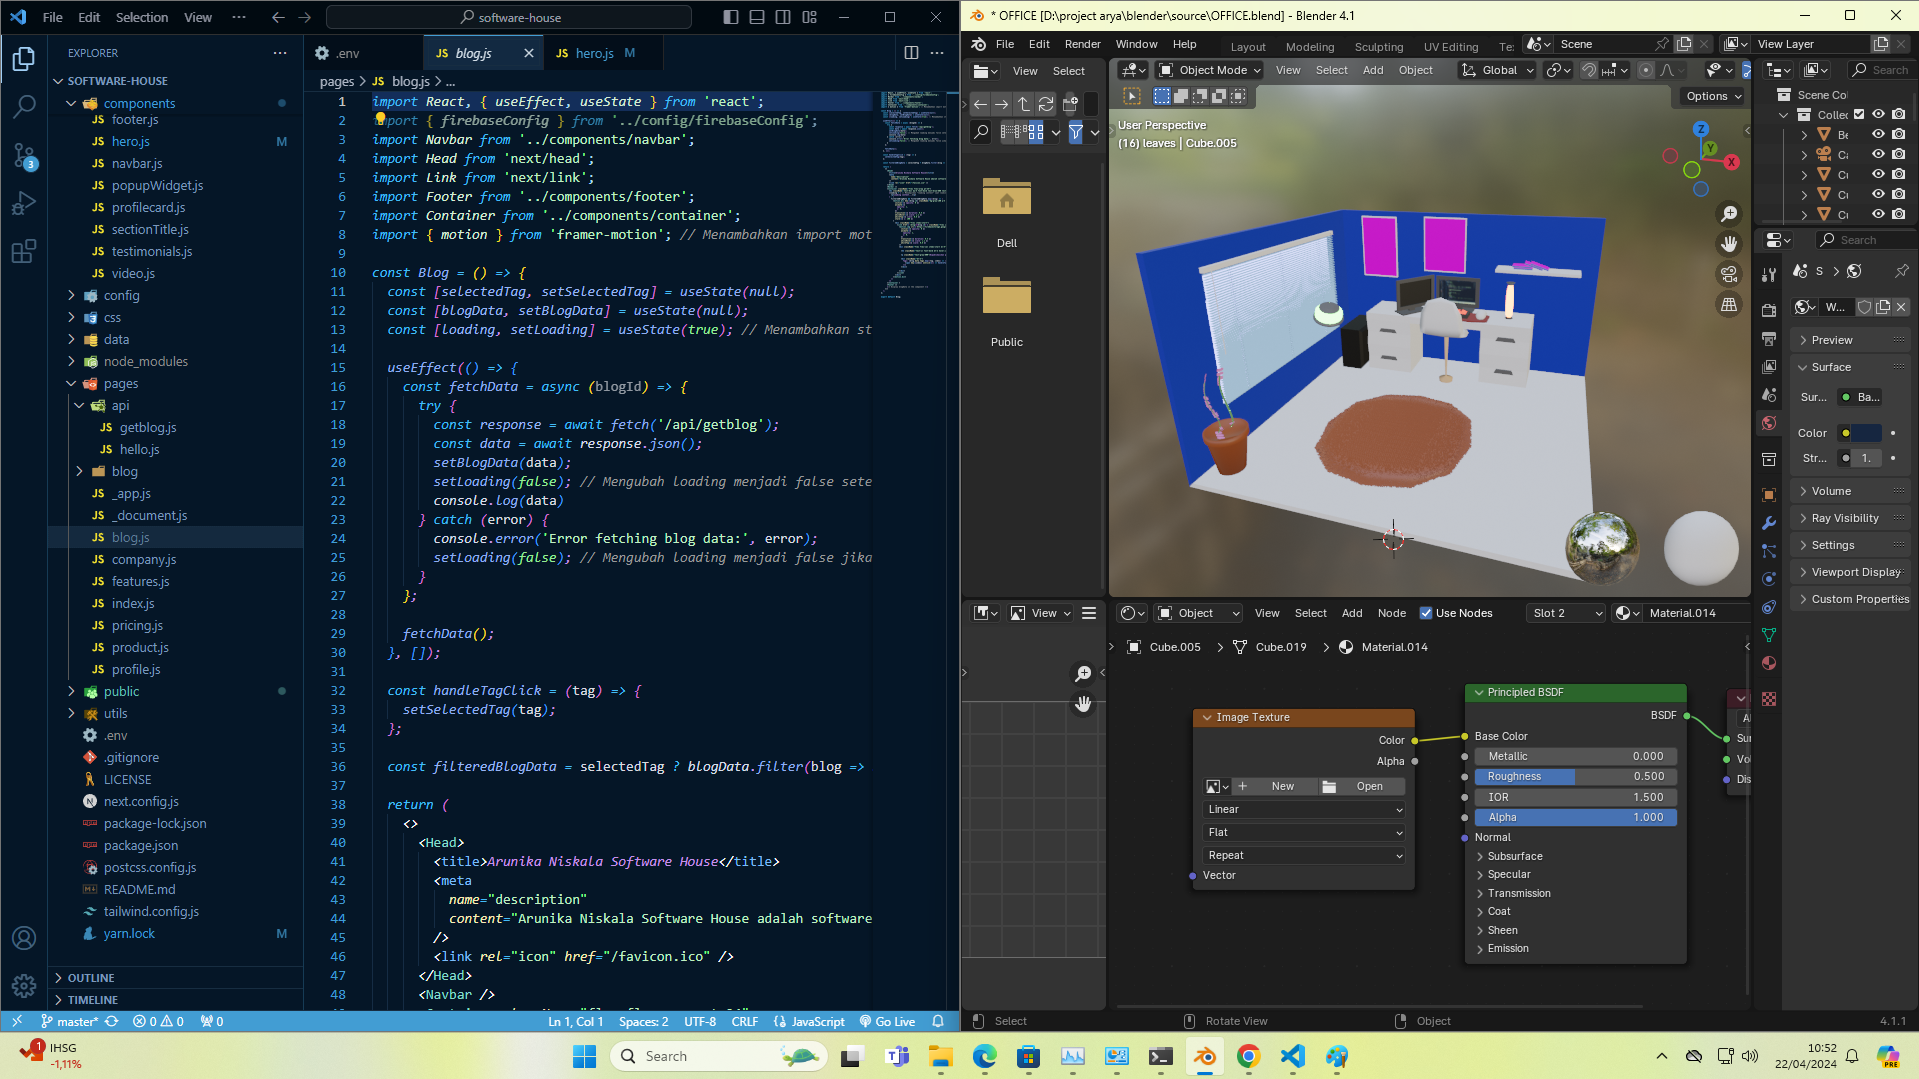 File Edit Selection View ··· software-house
EXPLORER
SOFTWARE-HOUSE
components
footer.js
hero.js M
navbar.js
popupWidget.js
profilecard.js
sectionTitle.js
testimonials.js
video.js
config
css
data
node_modules
pages
api
getblog.js
hello.js
blog
_app.js
_document.js
blog.js
company.js
features.js
index.js
pricing.js
product.js
profile.js
public
utils
.env
.gitignore
LICENSE
next.config.js
package-lock.json
package.json
postcss.config.js
README.md
tailwind.config.js
yarn.lock M
OUTLINE
TIMELINE
3
.env
JS blog.js
JS hero.js M
pages > JS blog.js > ...
1 import React, { useEffect, useState } from 'react';
2 import { firebaseConfig } from '../config/firebaseConfig';
3 import Navbar from '../components/navbar';
4 import Head from 'next/head';
5 import Link from 'next/link';
6 import Footer from '../components/footer';
7 import Container from '../components/container';
8 import { motion } from 'framer-motion'; // Menambahkan import mot
9
10 const Blog = () => {
11 const [selectedTag, setSelectedTag] = useState(null);
12 const [blogData, setBlogData] = useState(null);
13 const [loading, setLoading] = useState(true); // Menambahkan st
14
15 useEffect(() => {
16 const fetchData = async (blogId) => {
17 try {
18 const response = await fetch('/api/getblog');
19 const data = await response.json();
20 setBlogData(data);
21 setLoading(false); // Mengubah loading menjadi false sete
22 console.log(data)
23 } catch (error) {
24 console.error('Error fetching blog data:', error);
25 setLoading(false); // Mengubah loading menjadi false jika
26 }
27 };
28
29 fetchData();
30 }, []);
31
32 const handleTagClick = (tag) => {
33 setSelectedTag(tag);
34 };
35
36 const filteredBlogData = selectedTag ? blogData.filter(blog =>
37
38 return (
39 <>
40 <Head>
41 <title>Arunika Niskala Software House</title>
42 <meta
43 name="description"
44 content="Arunika Niskala Software House adalah software
45 />
46 <link rel="icon" href="/favicon.ico" />
47 </Head>
48 <Navbar />
master* 0 0 0 Ln 1, Col 1 Spaces: 2 UTF-8 CRLF {} JavaScript Go Live
* OFFICE [D:\project arya\blender\source\OFFICE.blend] - Blender 4.1
File Edit Render Window Help Layout Modeling Sculpting UV Editing Te Scene View Layer
View Select
Object Mode View Select Add Object Global
Options
User Perspective
(16) leaves | Cube.005
Z
Y
X
Dell
Public
Search
Scene Co
Collec
Be
Ca
Cu
Cu
Cu
Search
S
W...
Preview
Surface
Sur... Ba...
Color
Str... 1.
Volume
Ray Visibility
Settings
Viewport Display
Custom Properties
View
Object View Select Add Node Use Nodes Slot 2 Material.014
Cube.005 > Cube.019 > Material.014
Image Texture
Color
Alpha
New Open
Linear
Flat
Repeat
Vector
Principled BSDF
BSDF
Base Color
Metallic 0.000
Roughness 0.500
IOR 1.500
Alpha 1.000
Normal
Subsurface
Specular
Transmission
Coat
Sheen
Emission
Al
Sur
Vol
Dis
Select Rotate View Object 4.1.1
1
IHSG
-1,11%
Search
10:52
22/04/2024
PRE